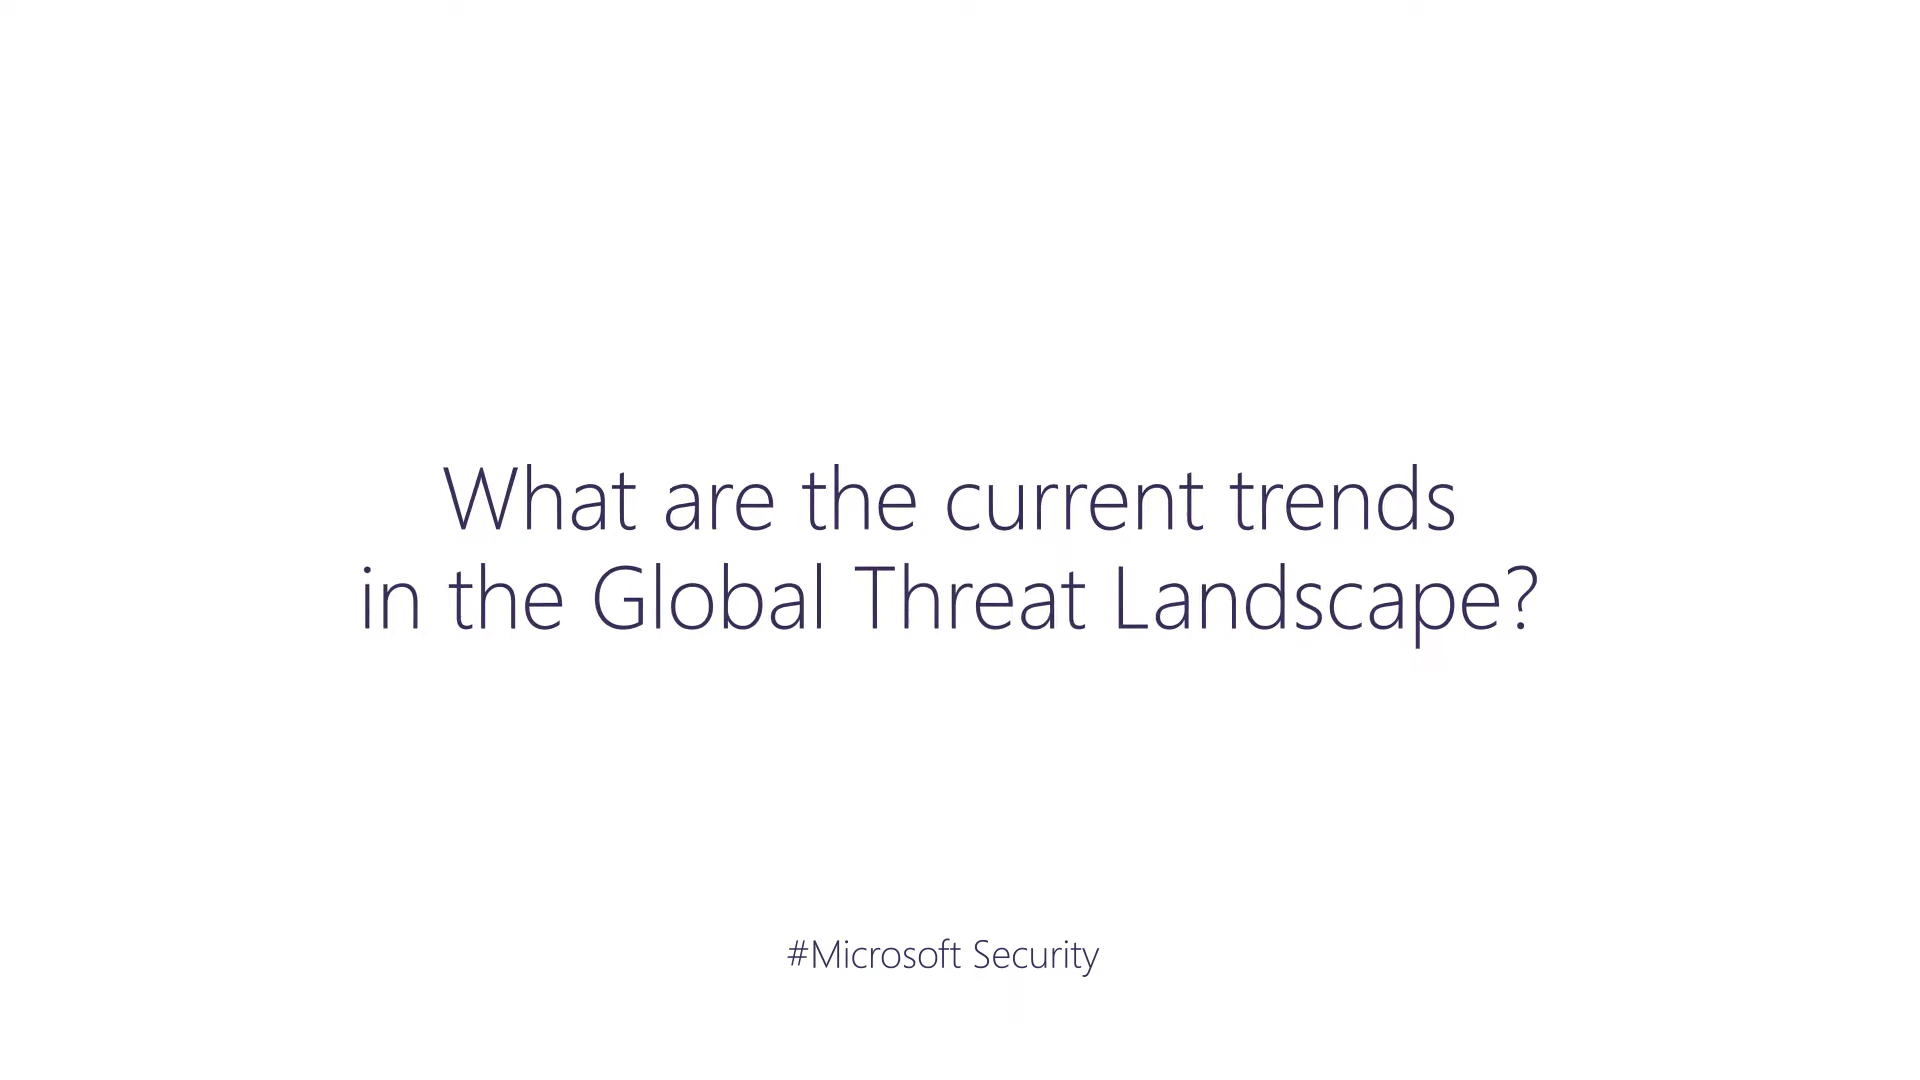 What are the current trends
in the Global Threat Landscape?
#Microsoft Security